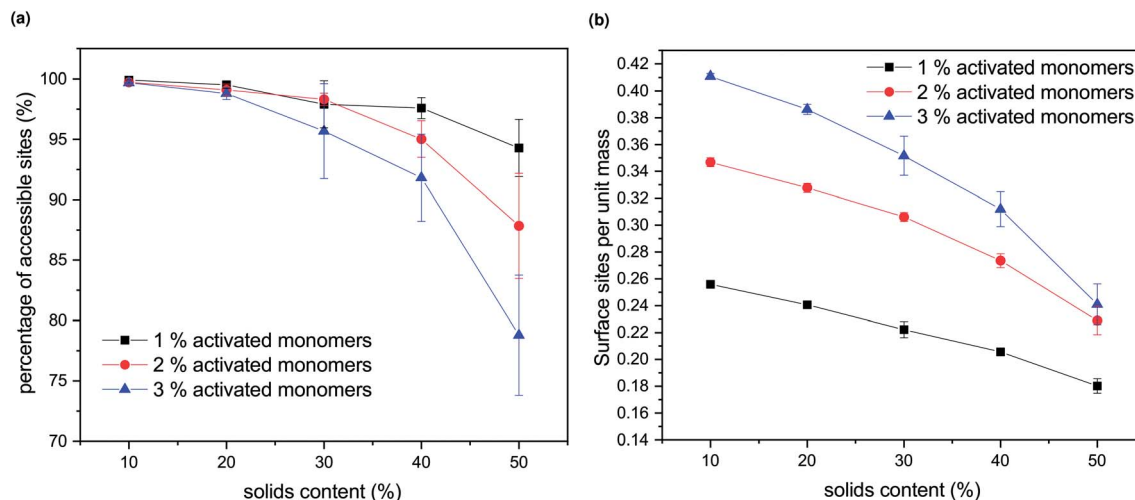 (a)
percentage of accessible sites (%)
100
95
90
85
80
75
70
1 % activated monomers
2 % activated monomers
3 % activated monomers
10 20 30 40 50
solids content (%)
(b)
Surface sites per unit mass
0.42
0.40
0.38
0.36
0.34
0.32
0.30
0.28
0.26
0.24
0.22
0.20
0.18
0.16
0.14
1 % activated monomers
2 % activated monomers
3 % activated monomers
10 20 30 40 50
solids content (%)